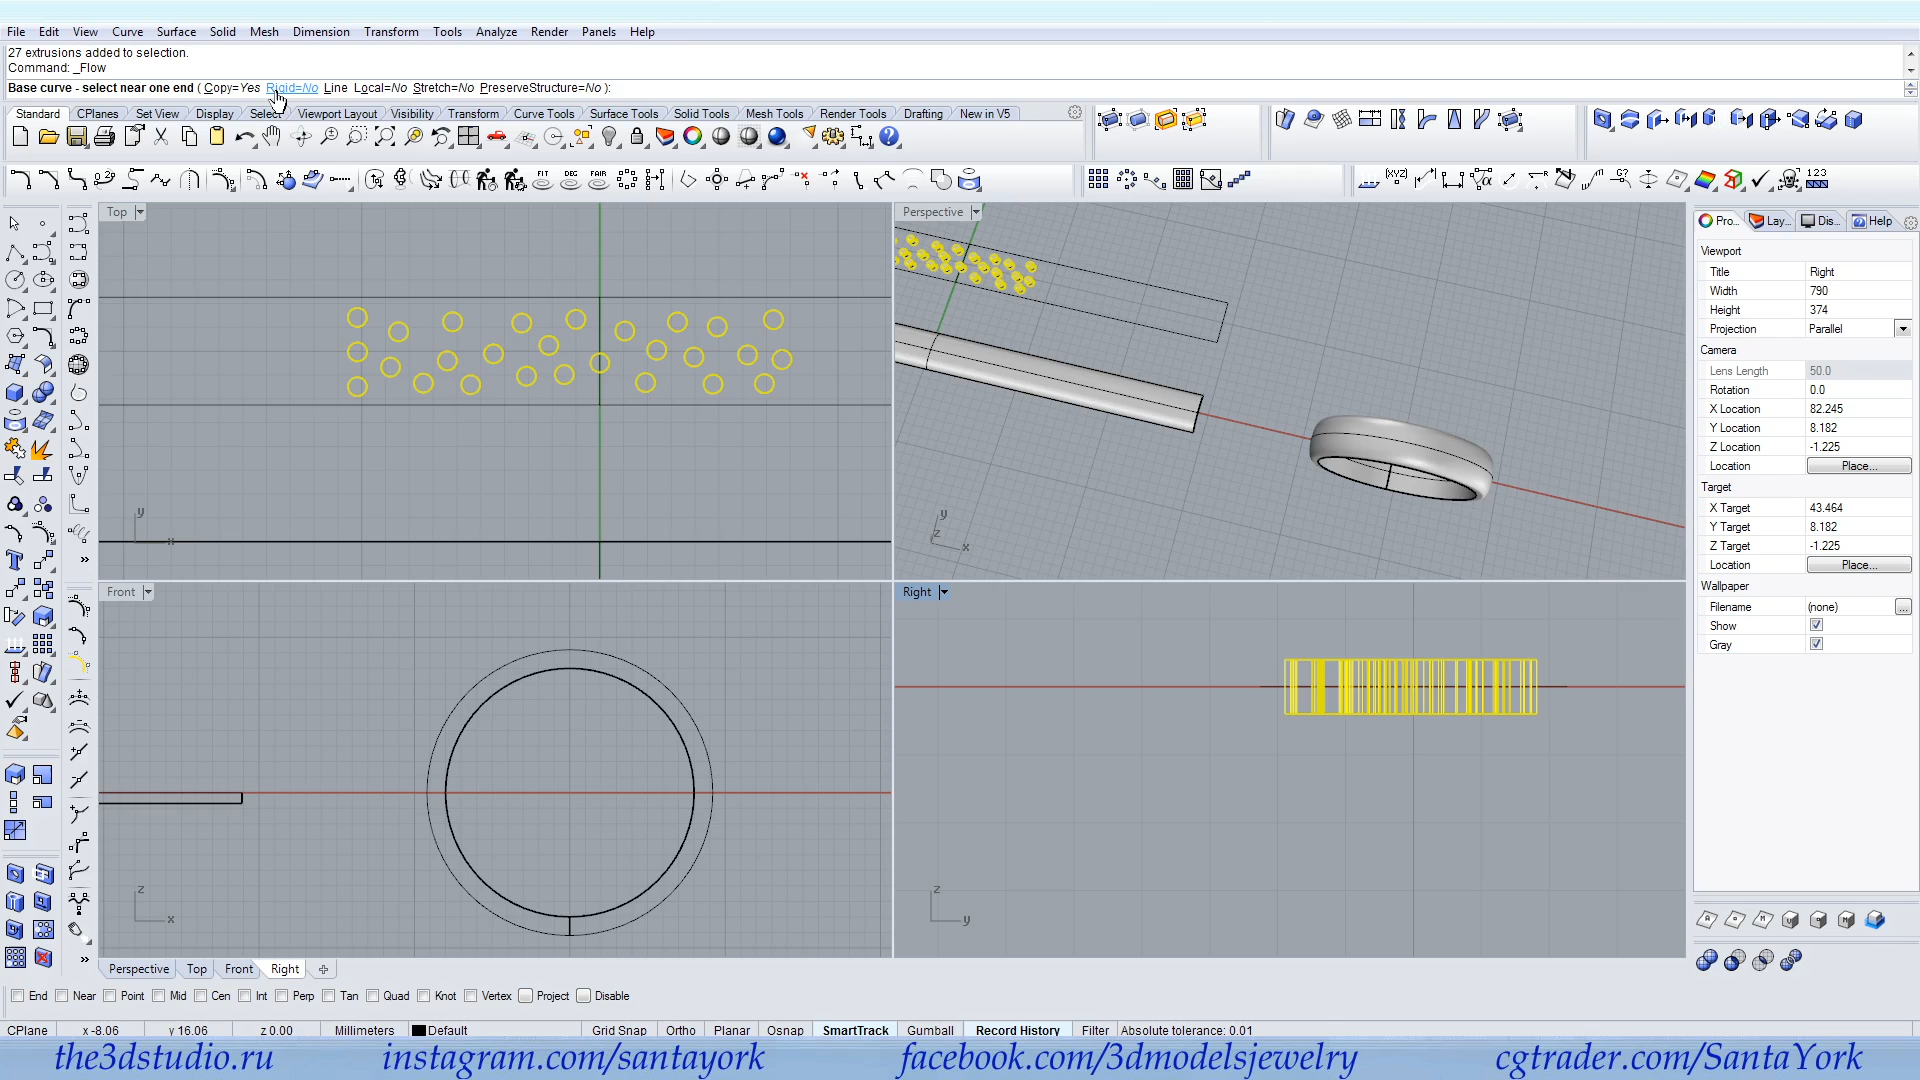 File Edit View Curve Surface Solid Mesh Dimension Transform Tools Analyze Render Panels Help
27 extrusions added to selection.
Command: _Flow
Base curve - select near one end ( Copy=Yes Rigid=No Line Local=No Stretch=No PreserveStructure=No ):
Standard CPlanes Set View Display Select Viewport Layout Visibility Transform Curve Tools Surface Tools Solid Tools Mesh Tools Render Tools Drafting New in V5
Top
Perspective
Pro... Lay... Dis... Help
Viewport
Title Right
Width 790
Height 374
Projection Parallel
Camera
Lens Length 50.0
Rotation 0.0
X Location 82.245
Y Location 8.182
Z Location -1.225
Location Place...
Target
X Target 43.464
Y Target 8.182
Z Target -1.225
Location Place...
Wallpaper
Filename (none) ...
Show
Gray
y
x
y
z
x
Front
Right
z
x
z
y
Perspective Top Front Right
End Near Point Mid Cen Int Perp Tan Quad Knot Vertex Project Disable
CPlane x -8.06 y 16.06 z 0.00 Millimeters Default Grid Snap Ortho Planar Osnap SmartTrack Gumball Record History Filter Absolute tolerance: 0.01
the3dstudio.ru instagram.com/santayork facebook.com/3dmodelsjewelry cgtrader.com/SantaYork